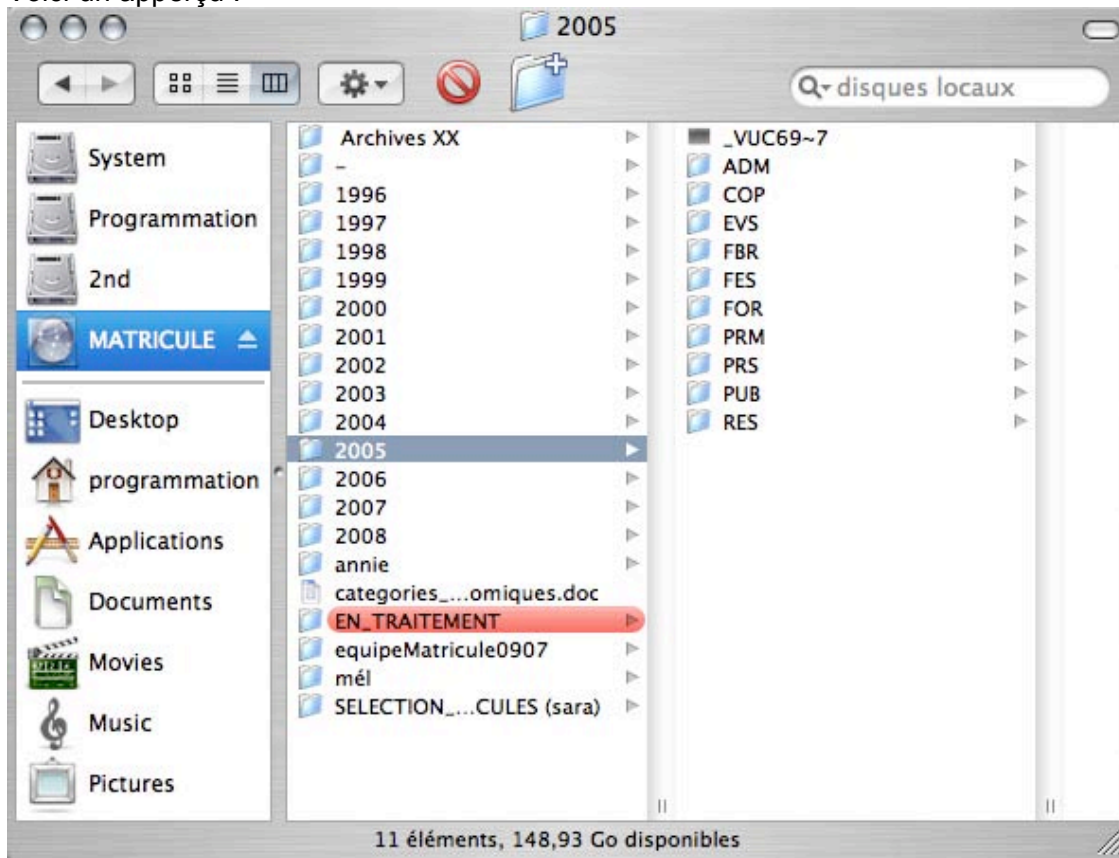 Voici un apperçu :
2005
disques locaux
System
Programmation
2nd
MATRICULE
Desktop
programmation
Applications
Documents
Movies
Music
Pictures
Archives XX
–
1996
1997
1998
1999
2000
2001
2002
2003
2004
2005
2006
2007
2008
annie
categories_...omiques.doc
EN_TRAITEMENT
equipeMatricule0907
mél
SELECTION_...CULES (sara)
_VUC69~7
ADM
COP
EVS
FBR
FES
FOR
PRM
PRS
PUB
RES
11 éléments, 148,93 Go disponibles